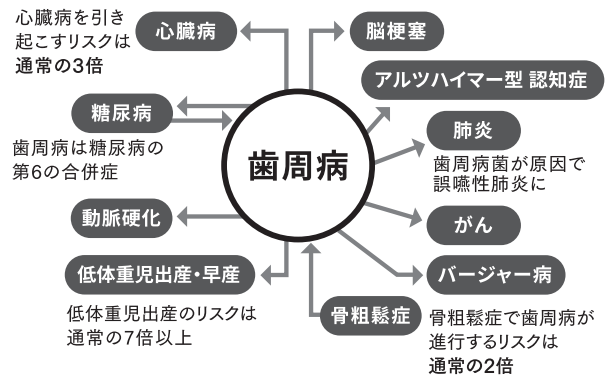 心臓病を引き
起こすリスクは
通常の3倍
心臓病
脳梗塞
アルツハイマー型 認知症
糖尿病
歯周病は糖尿病の
第6の合併症
歯周病
肺炎
歯周病菌が原因で
誤嚥性肺炎に
動脈硬化
がん
低体重児出産・早産
低体重児出産のリスクは
通常の7倍以上
バージャー病
骨粗鬆症
骨粗鬆症で歯周病が
進行するリスクは
通常の2倍